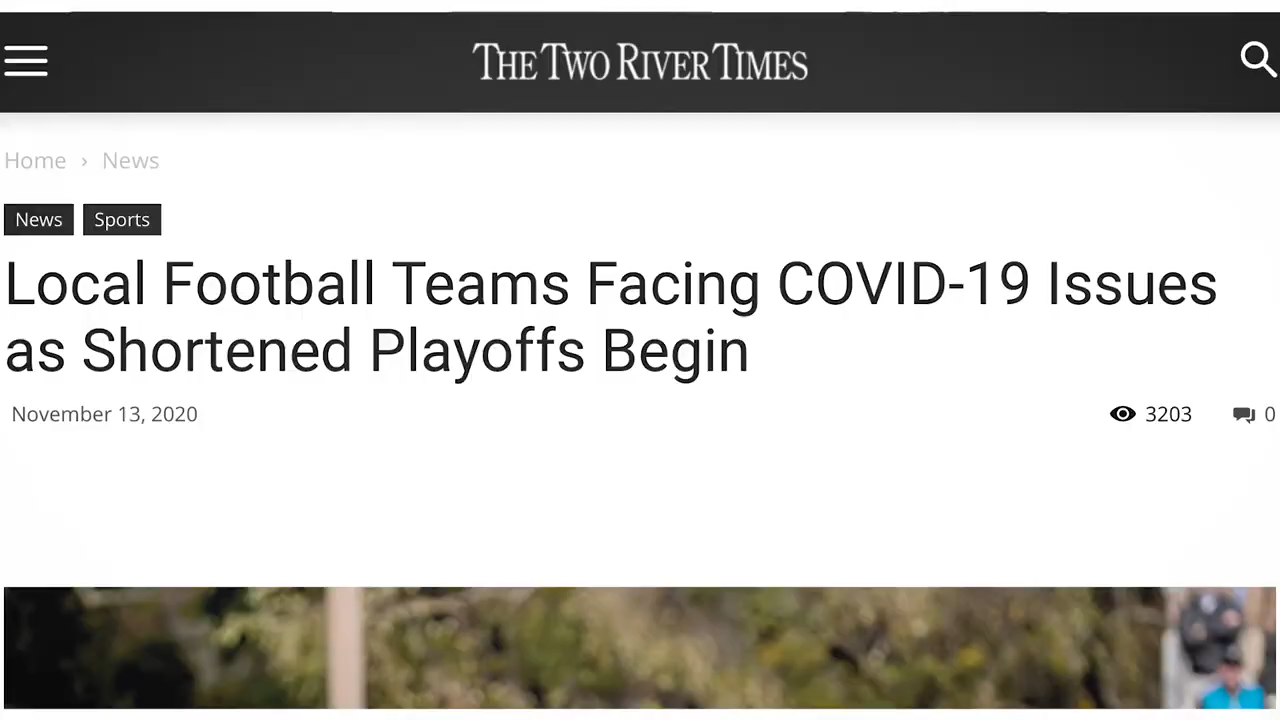 THE TWO RIVER TIMES
Home › News
News Sports
Local Football Teams Facing COVID-19 Issues
as Shortened Playoffs Begin
November 13, 2020 3203 0